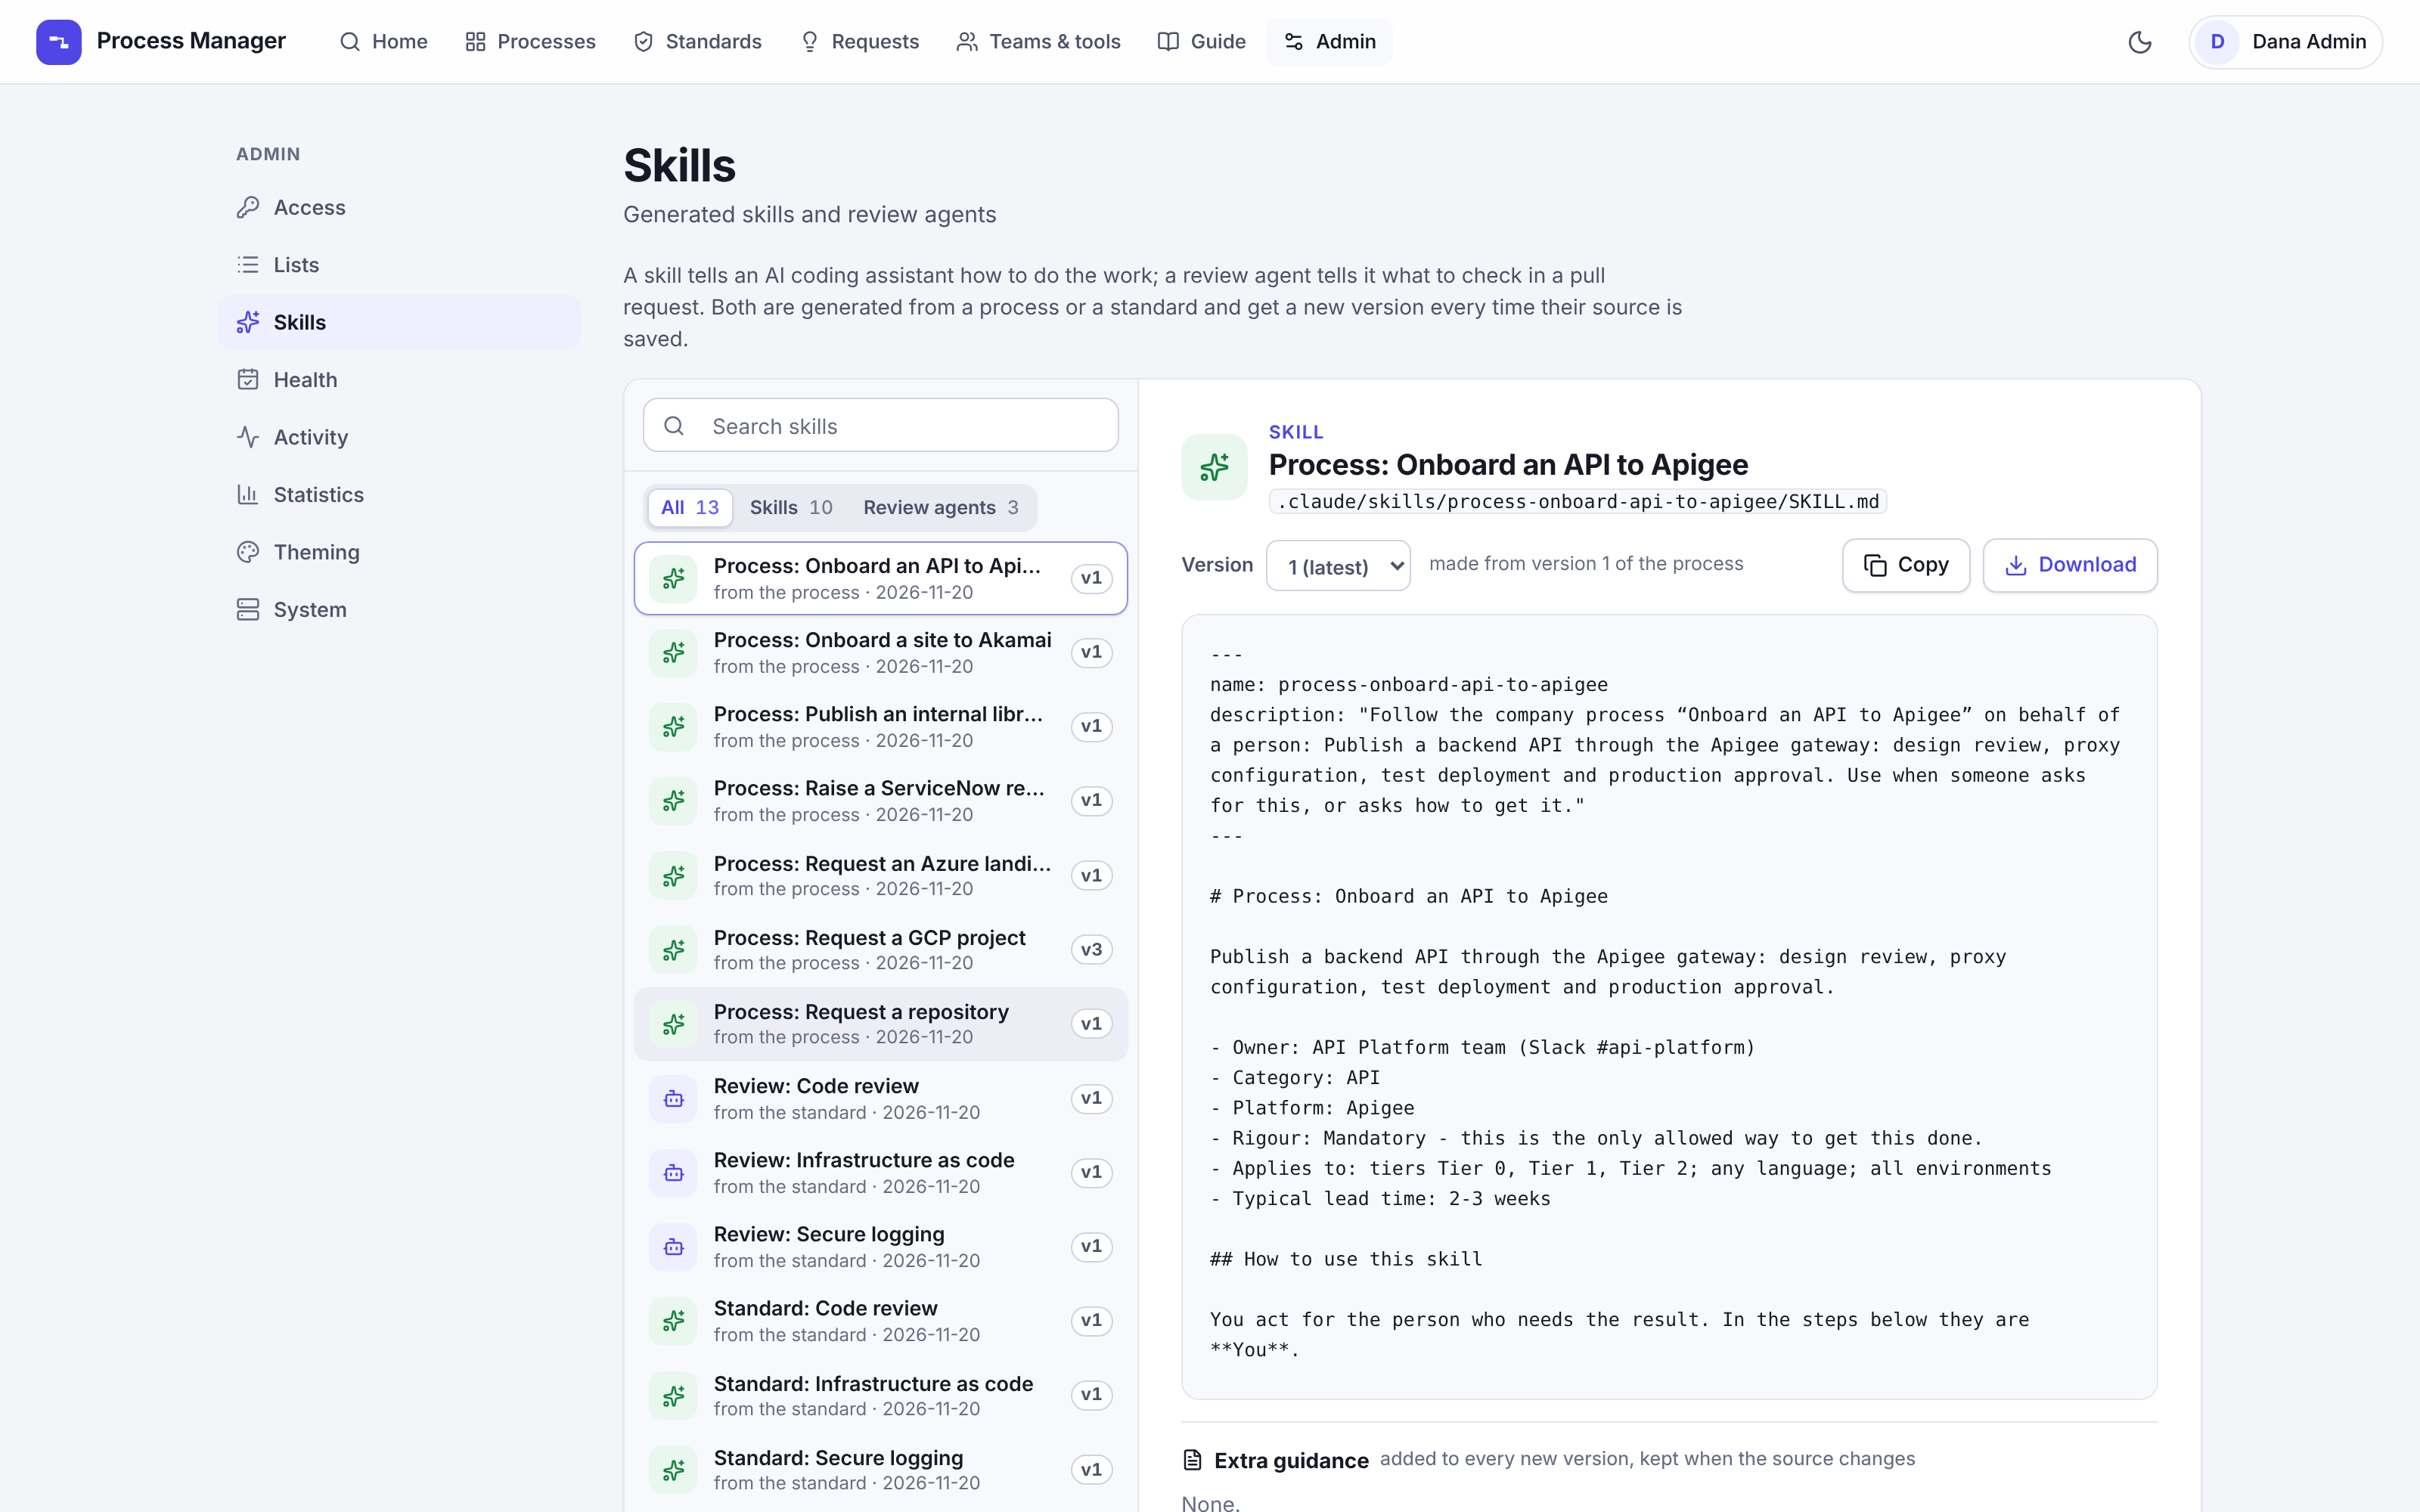 Process Manager
Home
Processes
Standards
Requests
Teams & tools
Guide
Admin
D
Dana Admin
ADMIN
Access
Lists
Skills
Health
Activity
Statistics
Theming
System
Skills
Generated skills and review agents
A skill tells an AI coding assistant how to do the work; a review agent tells it what to check in a pull
request. Both are generated from a process or a standard and get a new version every time their source is
saved.
Search skills
All 13
Skills 10
Review agents 3
Process: Onboard an API to Api...
from the process · 2026-11-20
v1
Process: Onboard a site to Akamai
from the process · 2026-11-20
v1
Process: Publish an internal libr...
from the process · 2026-11-20
v1
Process: Raise a ServiceNow re...
from the process · 2026-11-20
v1
Process: Request an Azure landi...
from the process · 2026-11-20
v1
Process: Request a GCP project
from the process · 2026-11-20
v3
Process: Request a repository
from the process · 2026-11-20
v1
Review: Code review
from the standard · 2026-11-20
v1
Review: Infrastructure as code
from the standard · 2026-11-20
v1
Review: Secure logging
from the standard · 2026-11-20
v1
Standard: Code review
from the standard · 2026-11-20
v1
Standard: Infrastructure as code
from the standard · 2026-11-20
v1
Standard: Secure logging
from the standard · 2026-11-20
v1
SKILL
Process: Onboard an API to Apigee
.claude/skills/process-onboard-api-to-apigee/SKILL.md
Version
1 (latest)
made from version 1 of the process
Copy
Download
---
name: process-onboard-api-to-apigee
description: "Follow the company process “Onboard an API to Apigee” on behalf of
a person: Publish a backend API through the Apigee gateway: design review, proxy
configuration, test deployment and production approval. Use when someone asks
for this, or asks how to get it."
---
# Process: Onboard an API to Apigee
Publish a backend API through the Apigee gateway: design review, proxy
configuration, test deployment and production approval.
- Owner: API Platform team (Slack #api-platform)
- Category: API
- Platform: Apigee
- Rigour: Mandatory - this is the only allowed way to get this done.
- Applies to: tiers Tier 0, Tier 1, Tier 2; any language; all environments
- Typical lead time: 2-3 weeks
## How to use this skill
You act for the person who needs the result. In the steps below they are
**You**.
Extra guidance added to every new version, kept when the source changes
None.